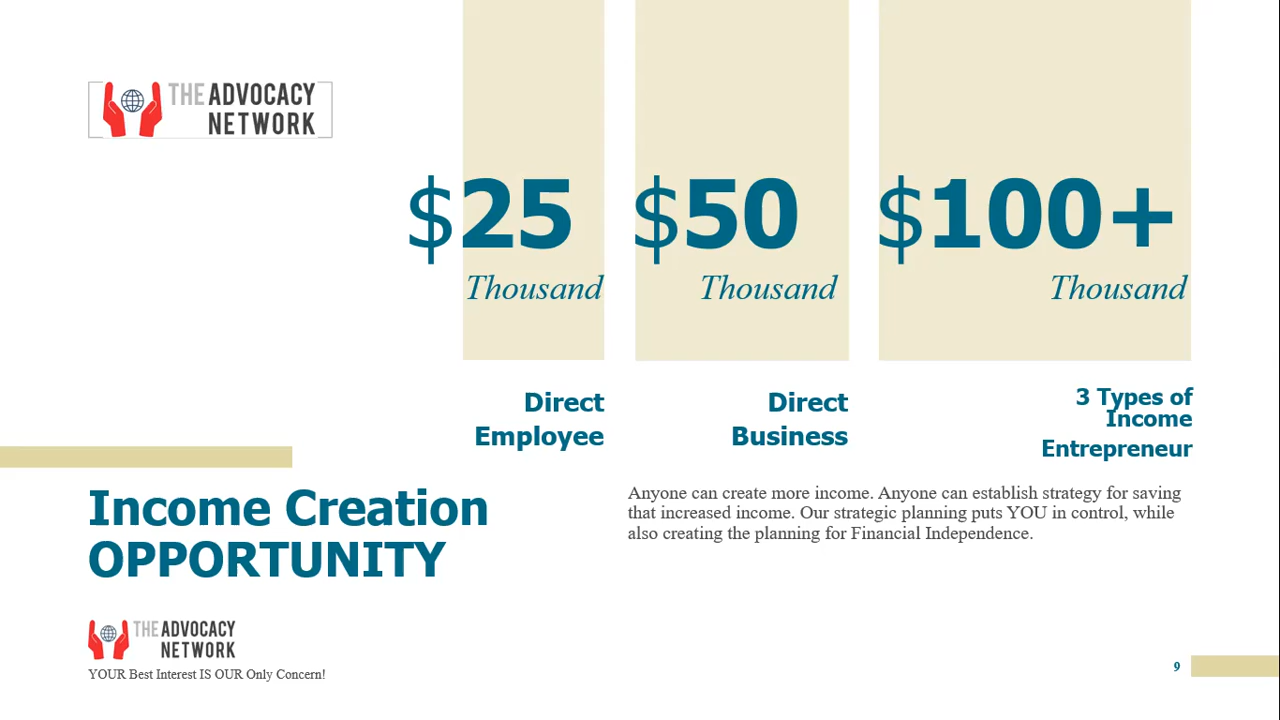 THE ADVOCACY
NETWORK
$25
Thousand
$50
Thousand
$100+
Thousand
Direct
Employee
Direct
Business
3 Types of
Income
Entrepreneur
Income Creation
OPPORTUNITY
Anyone can create more income. Anyone can establish strategy for saving
that increased income. Our strategic planning puts YOU in control, while
also creating the planning for Financial Independence.
THE ADVOCACY
NETWORK
YOUR Best Interest IS OUR Only Concern!
9